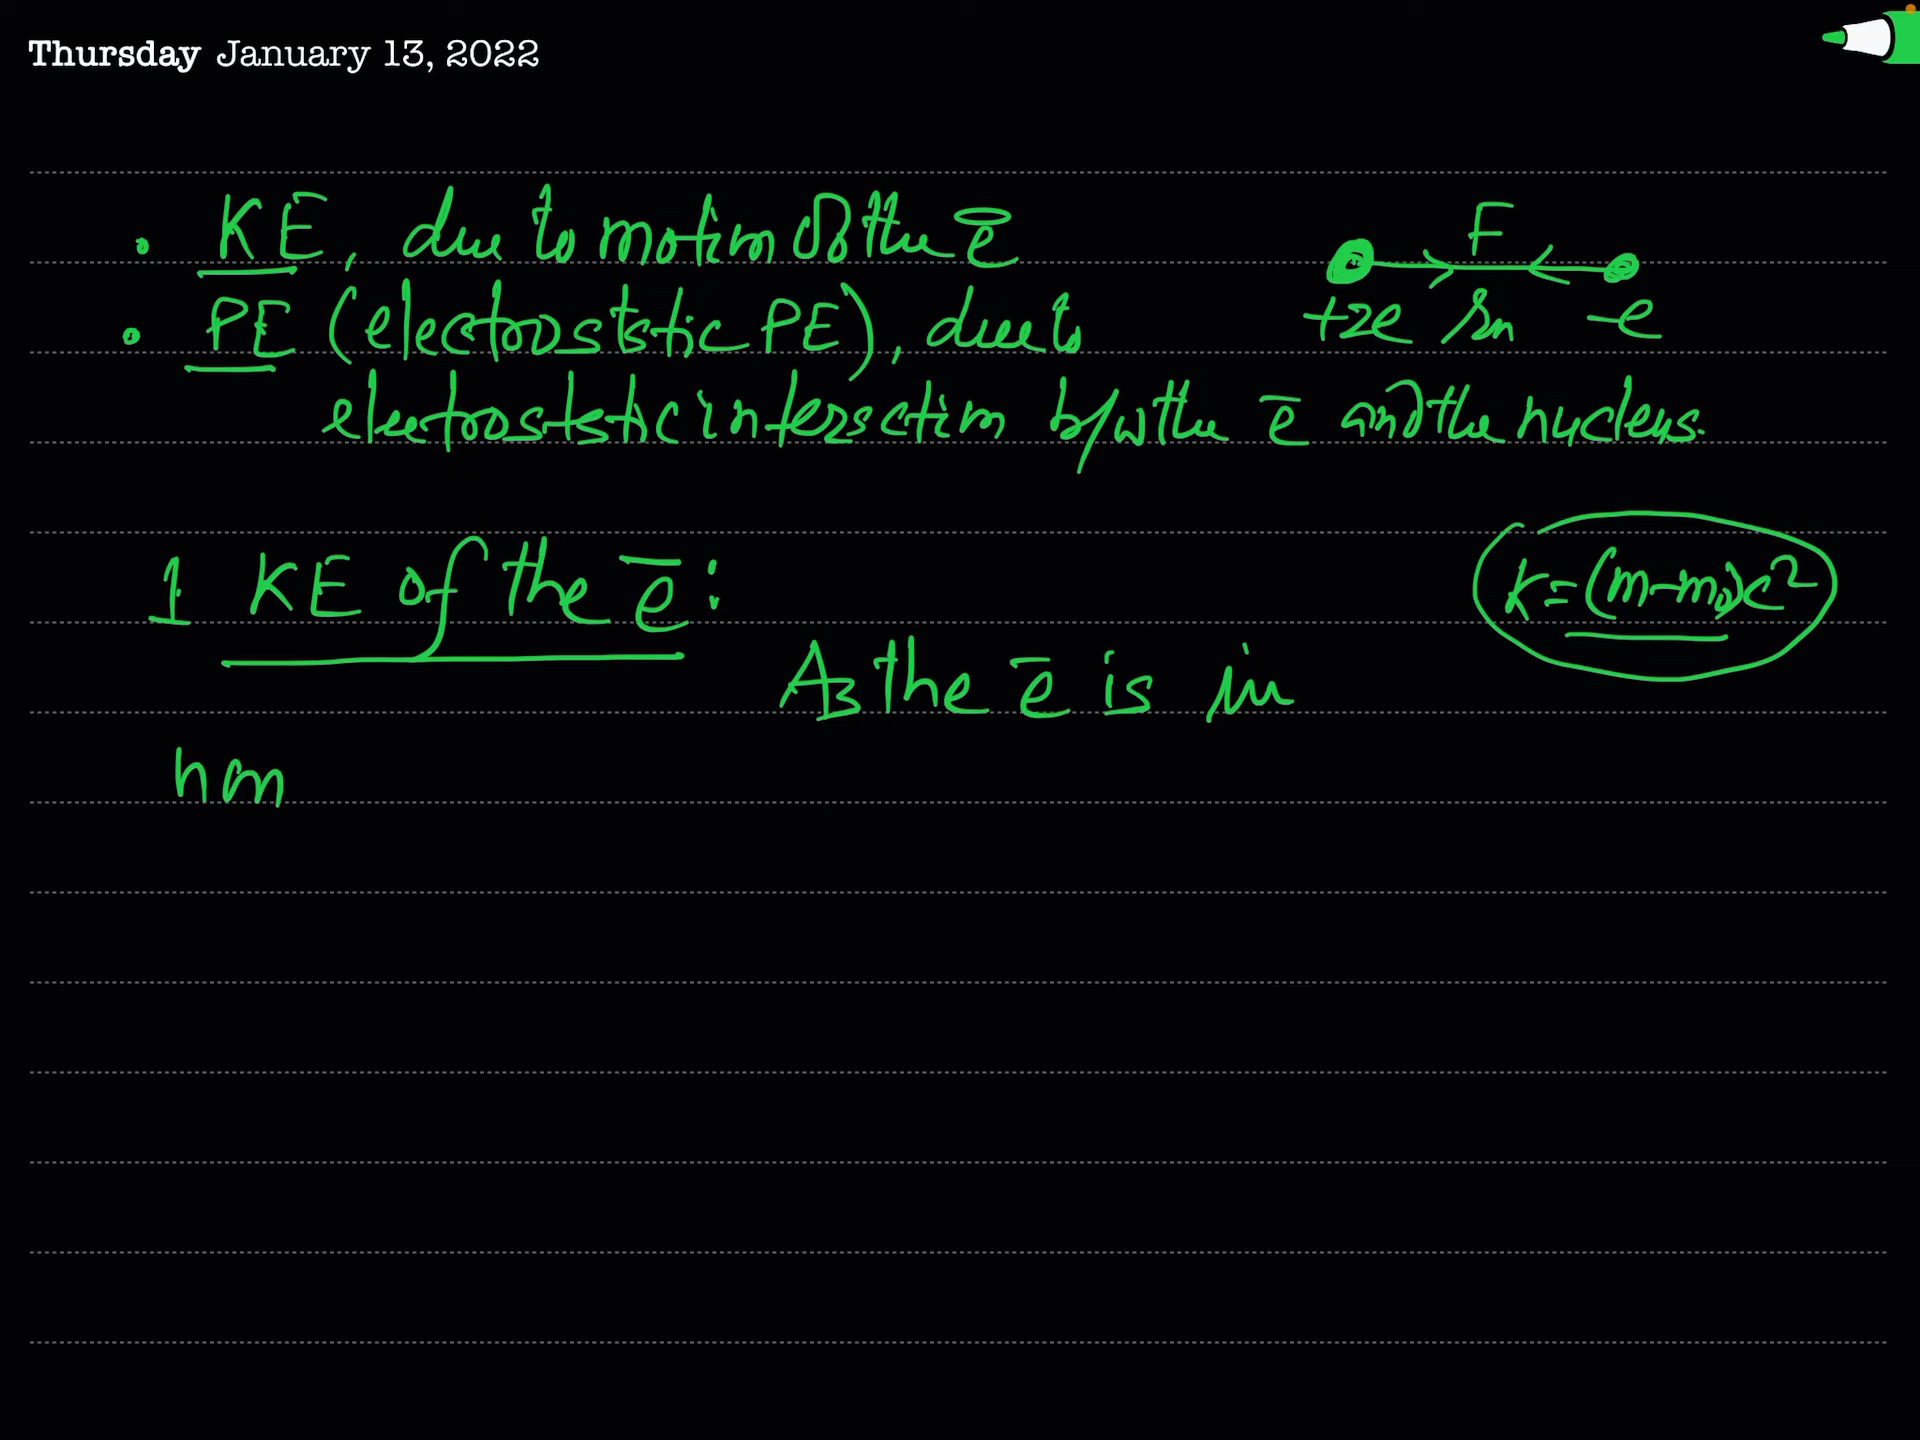 Thursday January 13, 2022
• KE, due to motion of the e̅
F
+ze rn -e
• PE (electrostatic PE), due to
electrostatic interaction b/w the e̅ and the nucleus.
1 KE of the e̅ :
K = (m-m₀)c²
As the e̅ is in
nm